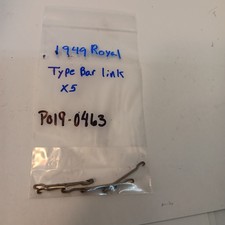 1949 Royal
Type Bar link
X5
P019-0463